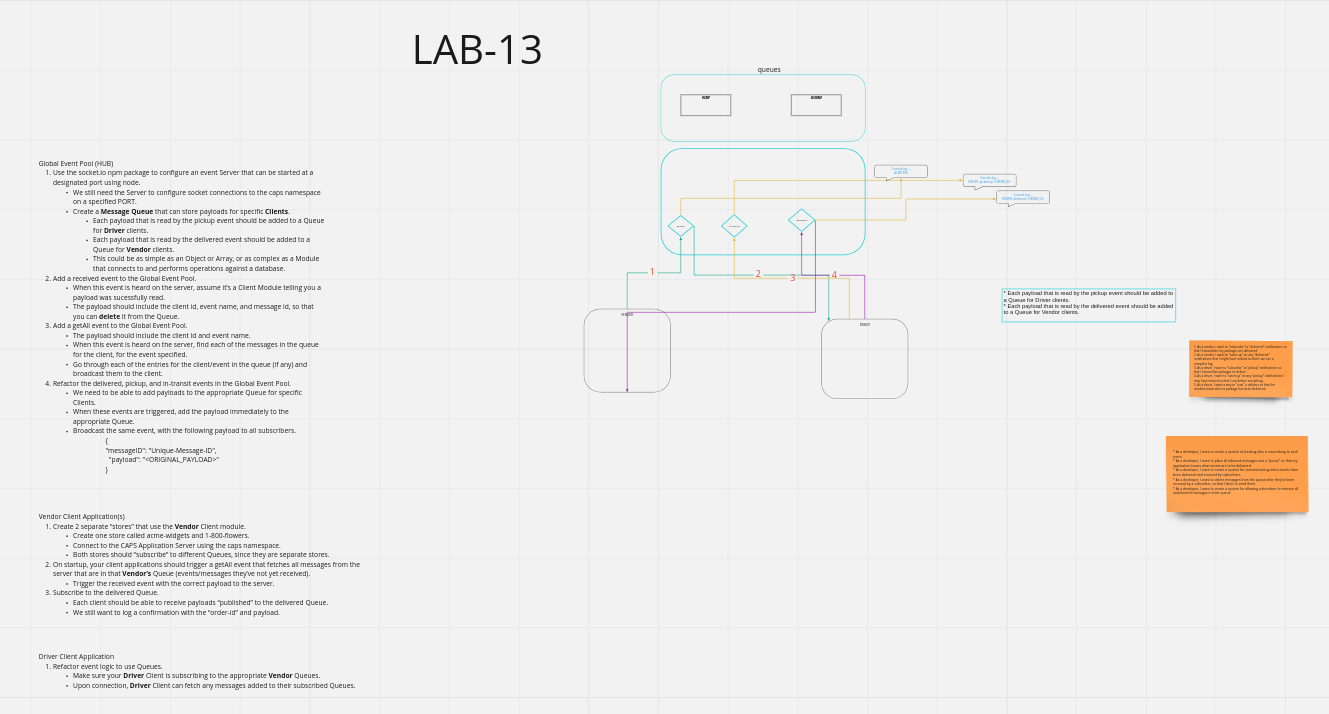 LAB-13
queues
Global Event Pool (HUB)
1. Use the socket.io npm package to configure an event Server that can be started at a
designated port using node.
• We still need the Server to configure socket connections to the caps namespace
on a specified PORT.
• Create a Message Queue that can store payloads for specific Clients.
• Each payload that is read by the pickup event should be added to a Queue
for Driver clients.
• Each payload that is read by the delivered event should be added to a
Queue for Vendor clients.
• This could be as simple as an Object or Array, or as complex as a Module
that connects to and performs operations against a database.
2. Add a received event to the Global Event Pool.
• When this event is heard on the server, assume it's a Client Module telling you a
payload was sucessfully read.
• The payload should include the client id, event name, and message id, so that
you can delete it from the Queue.
3. Add a getAll event to the Global Event Pool.
• The payload should include the client id and event name.
• When this event is heard on the server, find each of the messages in the queue
for the client, for the event specified.
• Go through each of the entries for the client/event in the queue (if any) and
broadcast them to the client.
4. Refactor the delivered, pickup, and in-transit events in the Global Event Pool.
• We need to be able to add payloads to the appropriate Queue for specific
Clients.
• When these events are triggered, add the payload immediately to the
appropriate Queue.
• Broadcast the same event, with the following payload to all subscribers.
{
"messageID": "Unique-Message-ID",
"payload": "<ORIGINAL_PAYLOAD>"
}
Vendor Client Application(s)
1. Create 2 separate “stores” that use the Vendor Client module.
• Create one store called acme-widgets and 1-800-flowers.
• Connect to the CAPS Application Server using the caps namespace.
• Both stores should “subscribe” to different Queues, since they are separate stores.
2. On startup, your client applications should trigger a getAll event that fetches all messages from the
server that are in that Vendor's Queue (events/messages they've not yet received).
• Trigger the received event with the correct payload to the server.
3. Subscribe to the delivered Queue.
• Each client should be able to receive payloads “published” to the delivered Queue.
• We still want to log a confirmation with the “order-id” and payload.
Driver Client Application
1. Refactor event logic to use Queues.
• Make sure your Driver Client is subscribing to the appropriate Vendor Queues.
• Upon connection, Driver Client can fetch any messages added to their subscribed Queues.
1
2
3
4
VENDOR
DRIVER
* Each payload that is read by the pickup event should be added to
a Queue for Driver clients.
* Each payload that is read by the delivered event should be added
to a Queue for Vendor clients.